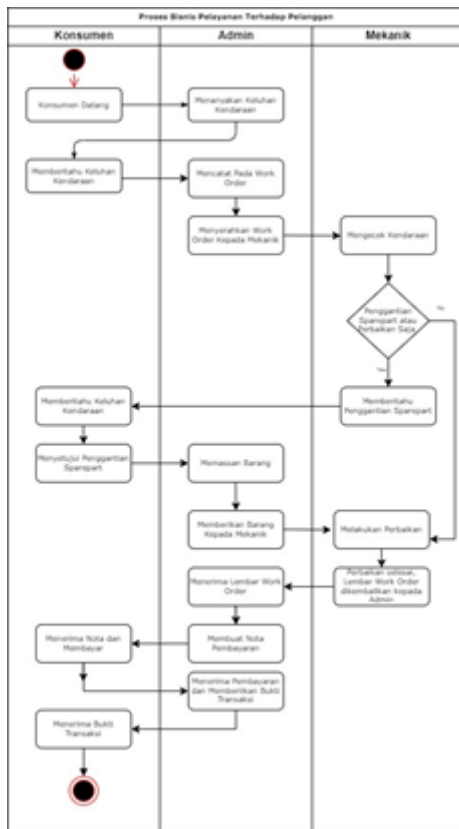 Proses Bisnis Pelayanan Terhadap Pelanggan
Konsumen
Admin
Mekanik
Konsumen Datang
Menanyakan Keluhan
Kendaraan
Memberitahu Keluhan
Kendaraan
Mencatat Pada Work
Order
Menyerahkan Work
Order Kepada Mekanik
Mengecek Kendaraan
Penggantian
Sparepart atau
Perbaikan Saja
No
Yes
Memberitahu
Penggantian Sparepart
Memberitahu Keluhan
Kendaraan
Menyetujui Penggantian
Sparepart
Memassan Barang
Memberikan Barang
Kepada Mekanik
Melakukan Perbaikan
Perbaikan selesai,
Lembar Work Order
dikembalikan kepada
Admin
Menerima Lembar Work
Order
Membuat Nota
Pembayaran
Menerima Nota dan
Membayar
Menerima Pembayaran
dan Memberikan Bukti
Transaksi
Menerima Bukti
Transaksi